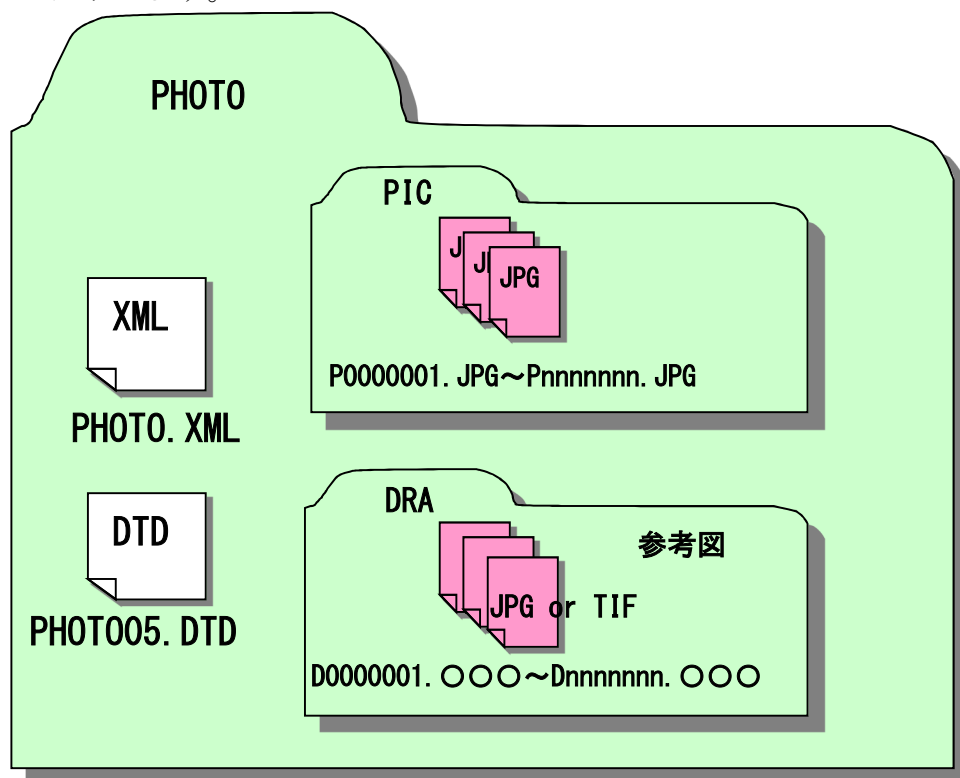 PHOTO
PIC
J
J
JPG
P0000001.JPG～Pnnnnnnn.JPG
XML
PHOTO.XML
DRA
参考図
JPG or TIF
D0000001.○○○～Dnnnnnnn.○○○
DTD
PHOTO05.DTD